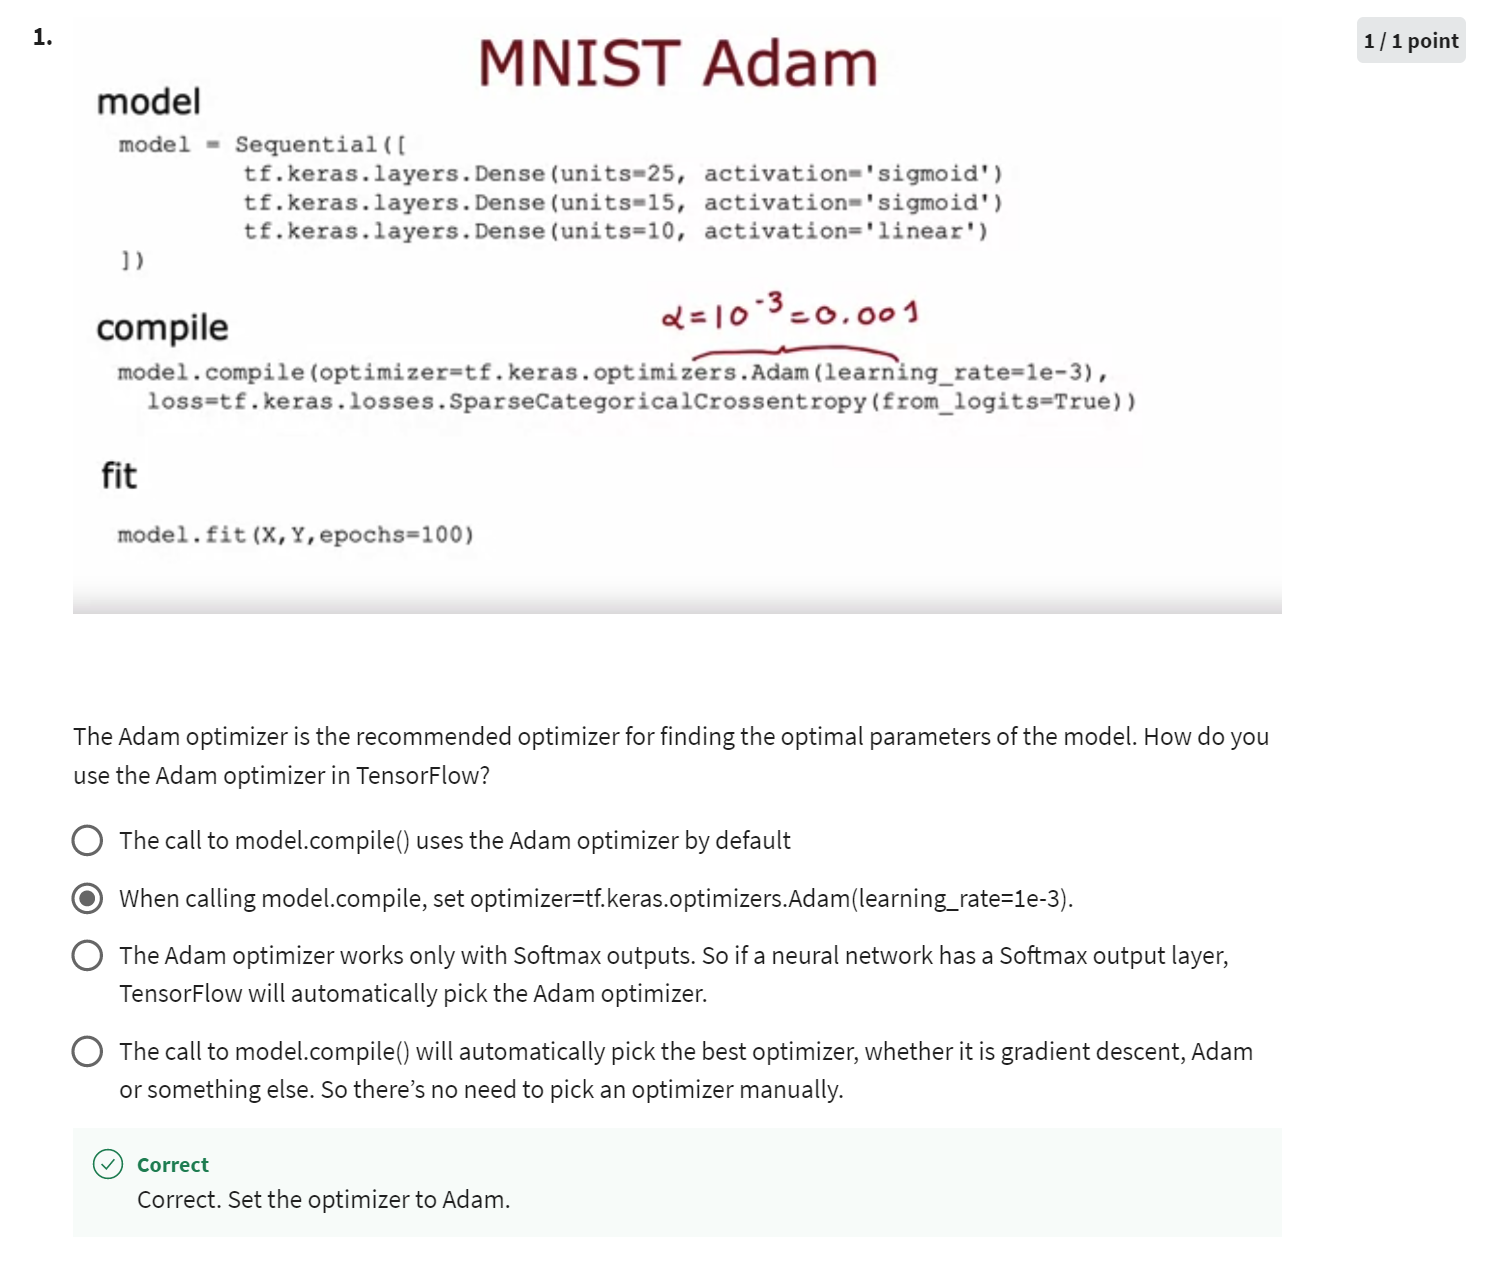 1.
1 / 1 point
MNIST Adam
model
model = Sequential([
tf.keras.layers.Dense(units=25, activation='sigmoid')
tf.keras.layers.Dense(units=15, activation='sigmoid')
tf.keras.layers.Dense(units=10, activation='linear')
])
α=10⁻³=0.001
compile
model.compile(optimizer=tf.keras.optimizers.Adam(learning_rate=1e-3),
loss=tf.keras.losses.SparseCategoricalCrossentropy(from_logits=True))
fit
model.fit(X,Y,epochs=100)
The Adam optimizer is the recommended optimizer for finding the optimal parameters of the model. How do you
use the Adam optimizer in TensorFlow?
The call to model.compile() uses the Adam optimizer by default
When calling model.compile, set optimizer=tf.keras.optimizers.Adam(learning_rate=1e-3).
The Adam optimizer works only with Softmax outputs. So if a neural network has a Softmax output layer,
TensorFlow will automatically pick the Adam optimizer.
The call to model.compile() will automatically pick the best optimizer, whether it is gradient descent, Adam
or something else. So there’s no need to pick an optimizer manually.
Correct
Correct. Set the optimizer to Adam.